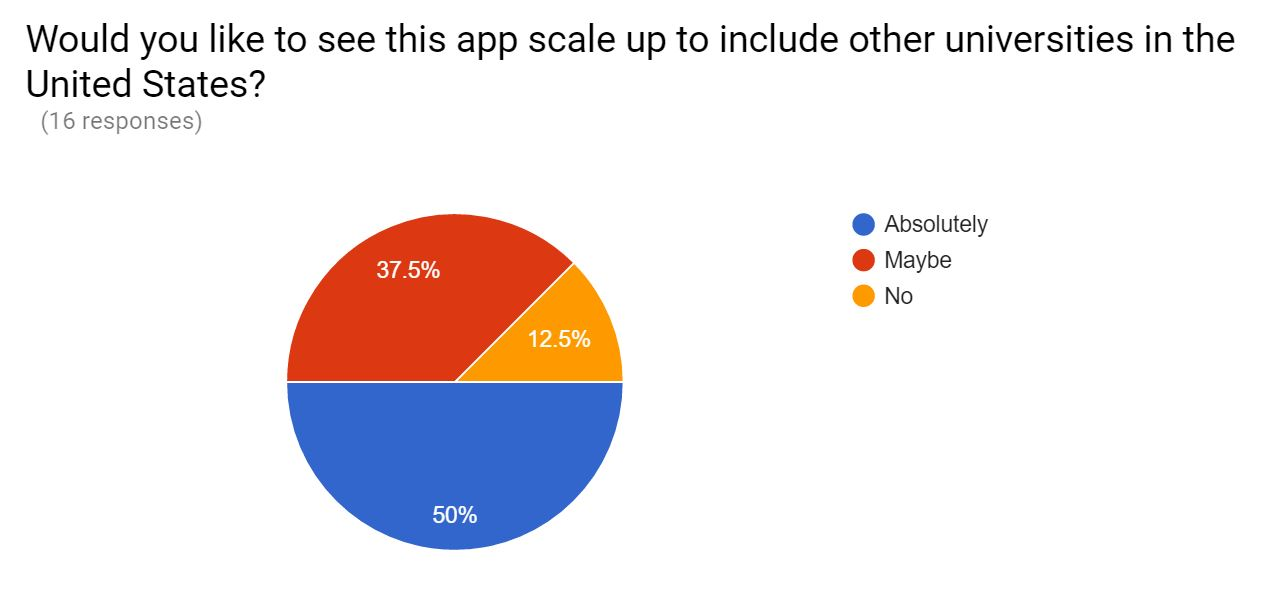 Would you like to see this app scale up to include other universities in the
United States?
(16 responses)
Absolutely
Maybe
No
37.5%
12.5%
50%